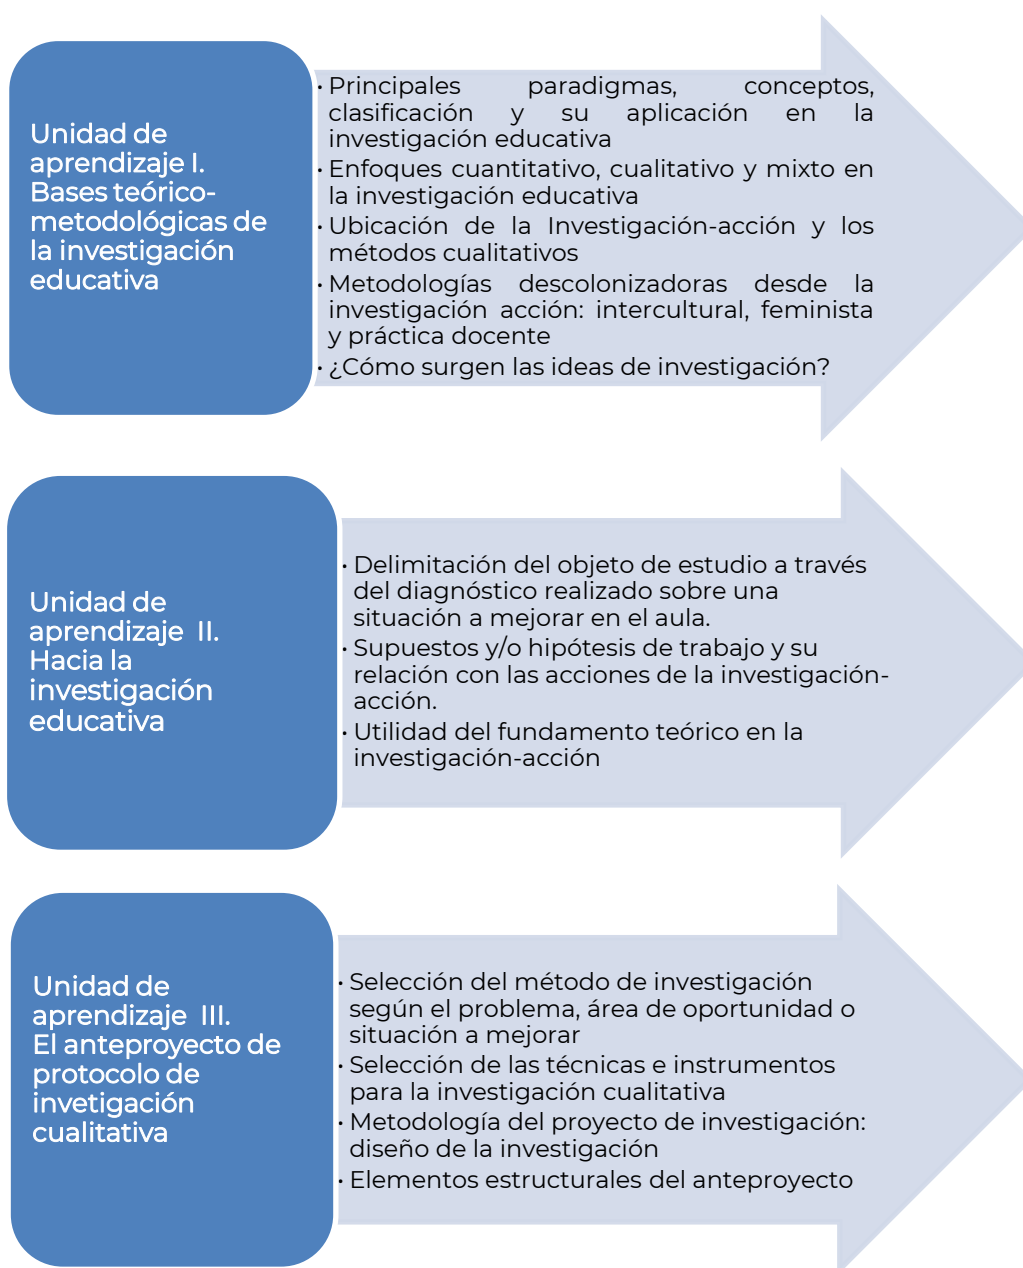 Unidad de
aprendizaje I.
Bases teórico-
metodológicas de
la investigación
educativa
· Principales paradigmas, conceptos,
clasificación y su aplicación en la
investigación educativa
· Enfoques cuantitativo, cualitativo y mixto en
la investigación educativa
· Ubicación de la Investigación-acción y los
métodos cualitativos
· Metodologías descolonizadoras desde la
investigación acción: intercultural, feminista
y práctica docente
· ¿Cómo surgen las ideas de investigación?
Unidad de
aprendizaje II.
Hacia la
investigación
educativa
· Delimitación del objeto de estudio a través
del diagnóstico realizado sobre una
situación a mejorar en el aula.
· Supuestos y/o hipótesis de trabajo y su
relación con las acciones de la investigación-
acción.
· Utilidad del fundamento teórico en la
investigación-acción
Unidad de
aprendizaje III.
El anteproyecto de
protocolo de
invetigación
cualitativa
· Selección del método de investigación
según el problema, área de oportunidad o
situación a mejorar
· Selección de las técnicas e instrumentos
para la investigación cualitativa
· Metodología del proyecto de investigación:
diseño de la investigación
· Elementos estructurales del anteproyecto